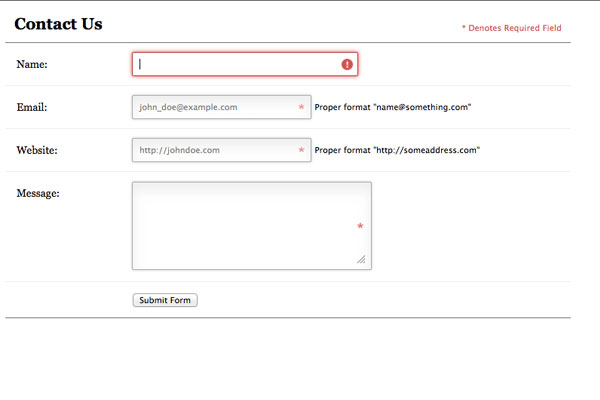 Contact Us
* Denotes Required Field
Name:
Email: john_doe@example.com * Proper format "name@something.com"
Website: http://johndoe.com * Proper format "http://someaddress.com"
Message:
*
Submit Form